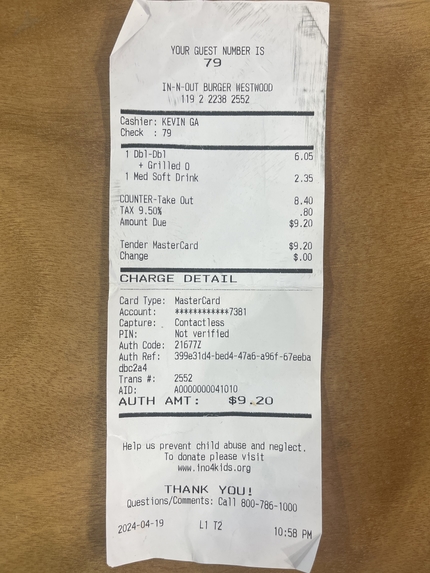 YOUR GUEST NUMBER IS
79
IN-N-OUT BURGER WESTWOOD
119 2 2238 2552
Cashier: KEVIN GA
Check : 79
1 Dbl-Dbl 6.05
+ Grilled O
1 Med Soft Drink 2.35
COUNTER-Take Out 8.40
TAX 9.50% .80
Amount Due $9.20
Tender MasterCard $9.20
Change $.00
CHARGE DETAIL
Card Type: MasterCard
Account: ************7381
Capture: Contactless
PIN: Not verified
Auth Code: 21677Z
Auth Ref: 399e31d4-bed4-47a6-a96f-67eeba
dbc2a4
Trans #: 2552
AID: A0000000041010
AUTH AMT: $9.20
Help us prevent child abuse and neglect.
To donate please visit
www.ino4kids.org
THANK YOU!
Questions/Comments: Call 800-786-1000
2024-04-19 L1 T2 10:58 PM